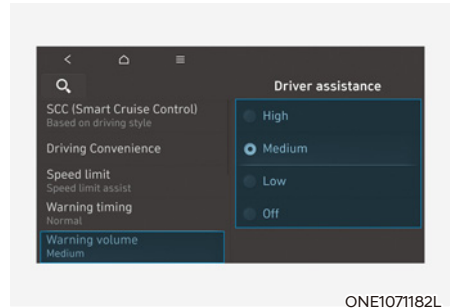 Driver assistance
SCC (Smart Cruise Control)
Based on driving style
Driving Convenience
Speed limit
Speed limit assist
Warning timing
Normal
Warning volume
Medium
High
Medium
Low
Off
ONE1071182L